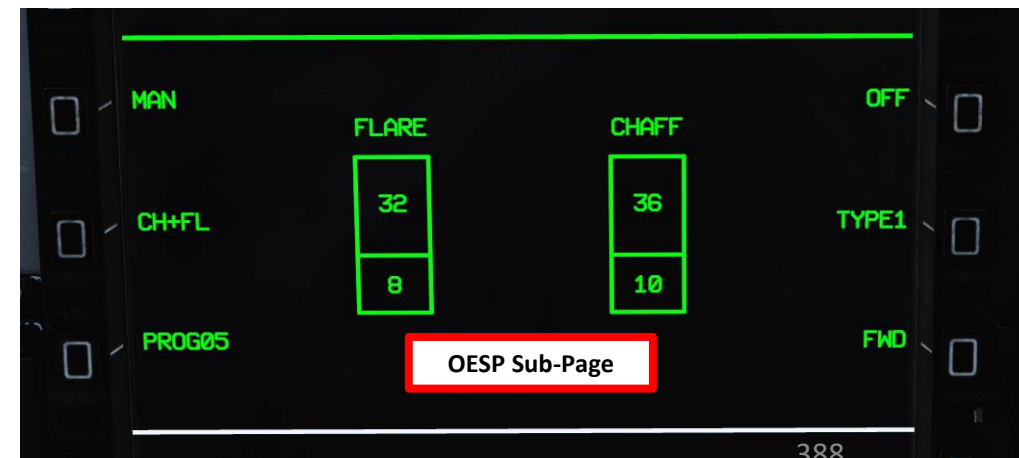 MAN
OFF
FLARE
CHAFF
32
36
CH+FL
TYPE1
8
10
PROG05
FWD
OESP Sub-Page
388